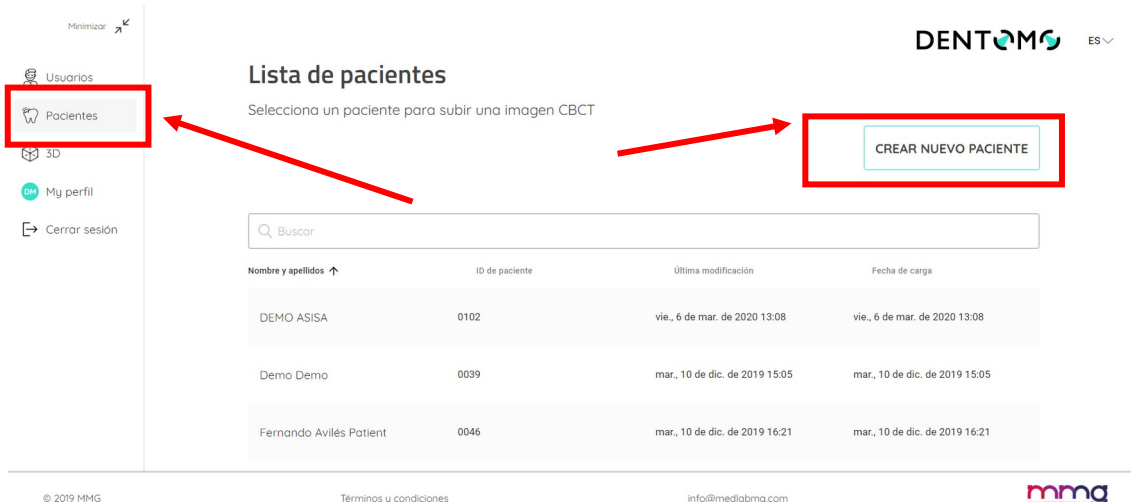 Minimizar
DENTOMG
ES
Usuarios
Pacientes
3D
My perfil
DM
Cerrar sesión
Lista de pacientes
Selecciona un paciente para subir una imagen CBCT
CREAR NUEVO PACIENTE
Buscar
Nombre y apellidos ID de paciente Última modificación Fecha de carga
DEMO ASISA 0102 vie., 6 de mar. de 2020 13:08 vie., 6 de mar. de 2020 13:08
Demo Demo 0039 mar., 10 de dic. de 2019 15:05 mar., 10 de dic. de 2019 15:05
Fernando Avilés Patient 0046 mar., 10 de dic. de 2019 16:21 mar., 10 de dic. de 2019 16:21
© 2019 MMG Términos y condiciones info@medlabmg.com mmg